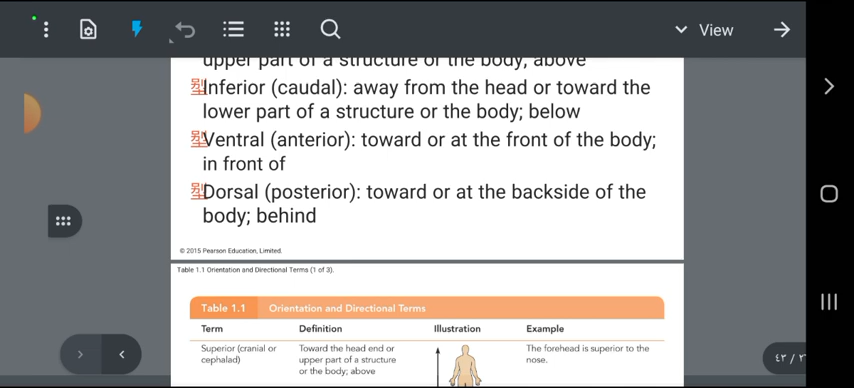 View
upper part of a structure or the body; above
Inferior (caudal): away from the head or toward the
lower part of a structure or the body; below
Ventral (anterior): toward or at the front of the body;
in front of
Dorsal (posterior): toward or at the backside of the
body; behind
© 2015 Pearson Education, Limited.
Table 1.1 Orientation and Directional Terms (1 of 3).
Table 1.1 Orientation and Directional Terms
Term Definition Illustration Example
Superior (cranial or
cephalad)
Toward the head end or
upper part of a structure
or the body; above
The forehead is superior to the
nose.